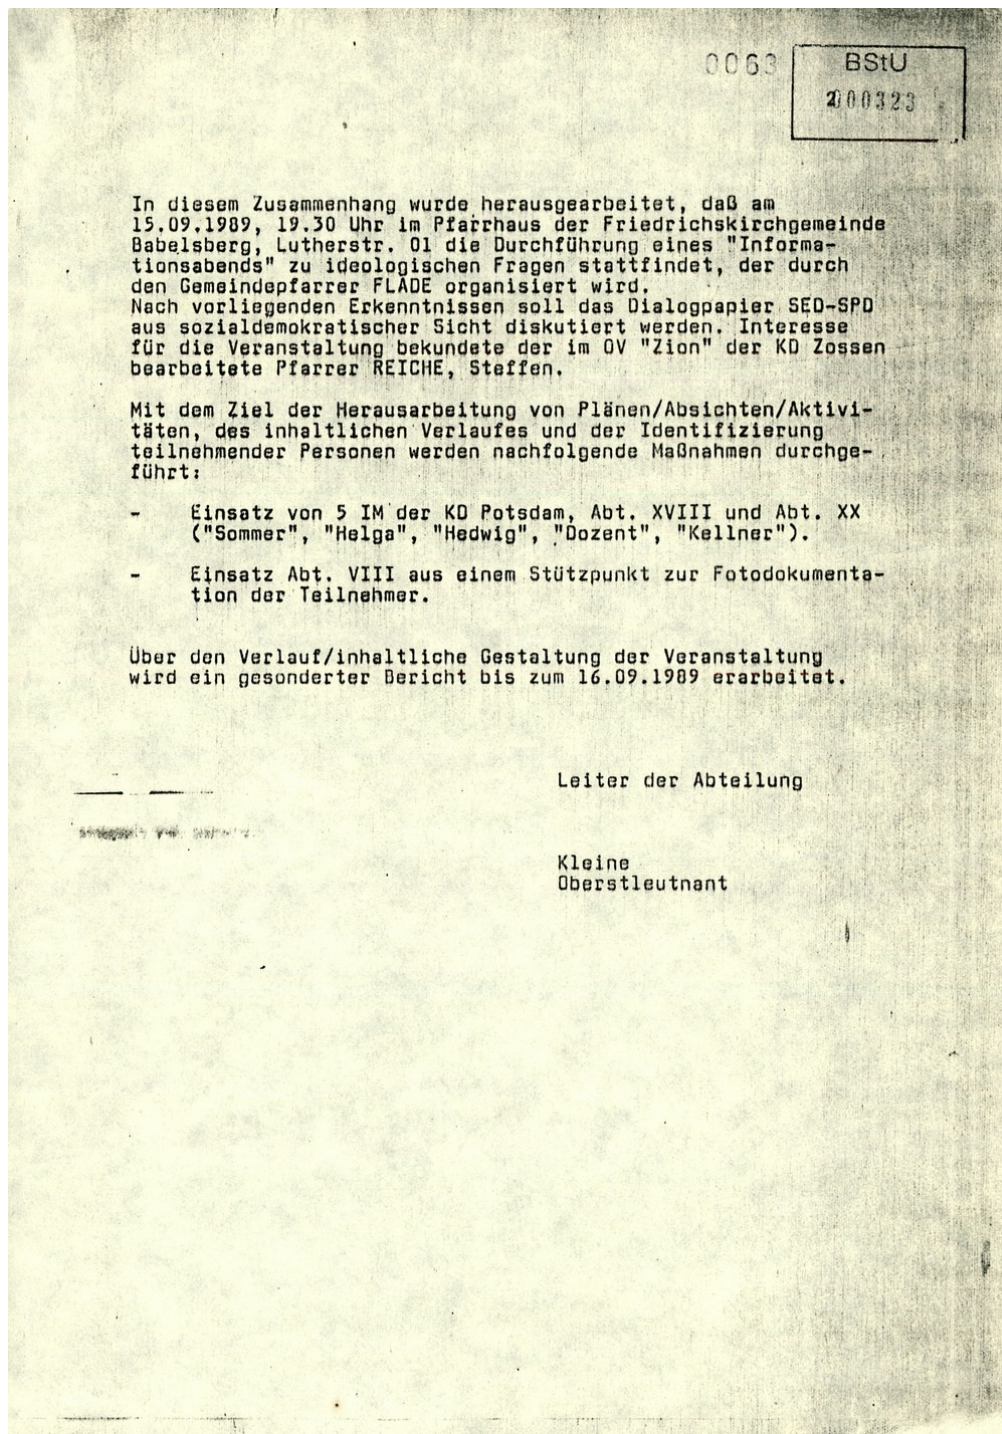 0063
BStU
000323
In diesem Zusammenhang wurde herausgearbeitet, daß am
15.09.1989, 19.30 Uhr im Pfarrhaus der Friedrichskirchgemeinde
Babelsberg, Lutherstr. 01 die Durchführung eines "Informa-
tionsabends" zu ideologischen Fragen stattfindet, der durch
den Gemeindepfarrer FLADE organisiert wird.
Nach vorliegenden Erkenntnissen soll das Dialogpapier SED-SPD
aus sozialdemokratischer Sicht diskutiert werden. Interesse
für die Veranstaltung bekundete der im OV "Zion" der KD Zossen
bearbeitete Pfarrer REICHE, Steffen.
Mit dem Ziel der Herausarbeitung von Plänen/Absichten/Aktivi-
täten, des inhaltlichen Verlaufes und der Identifizierung
teilnehmender Personen werden nachfolgende Maßnahmen durchge-
führt:
- Einsatz von 5 IM der KD Potsdam, Abt. XVIII und Abt. XX
("Sommer", "Helga", "Hedwig", "Dozent", "Kellner").
- Einsatz Abt. VIII aus einem Stützpunkt zur Fotodokumenta-
tion der Teilnehmer.
Über den Verlauf/inhaltliche Gestaltung der Veranstaltung
wird ein gesonderter Bericht bis zum 16.09.1989 erarbeitet.
Leiter der Abteilung
Kleine
Oberstleutnant